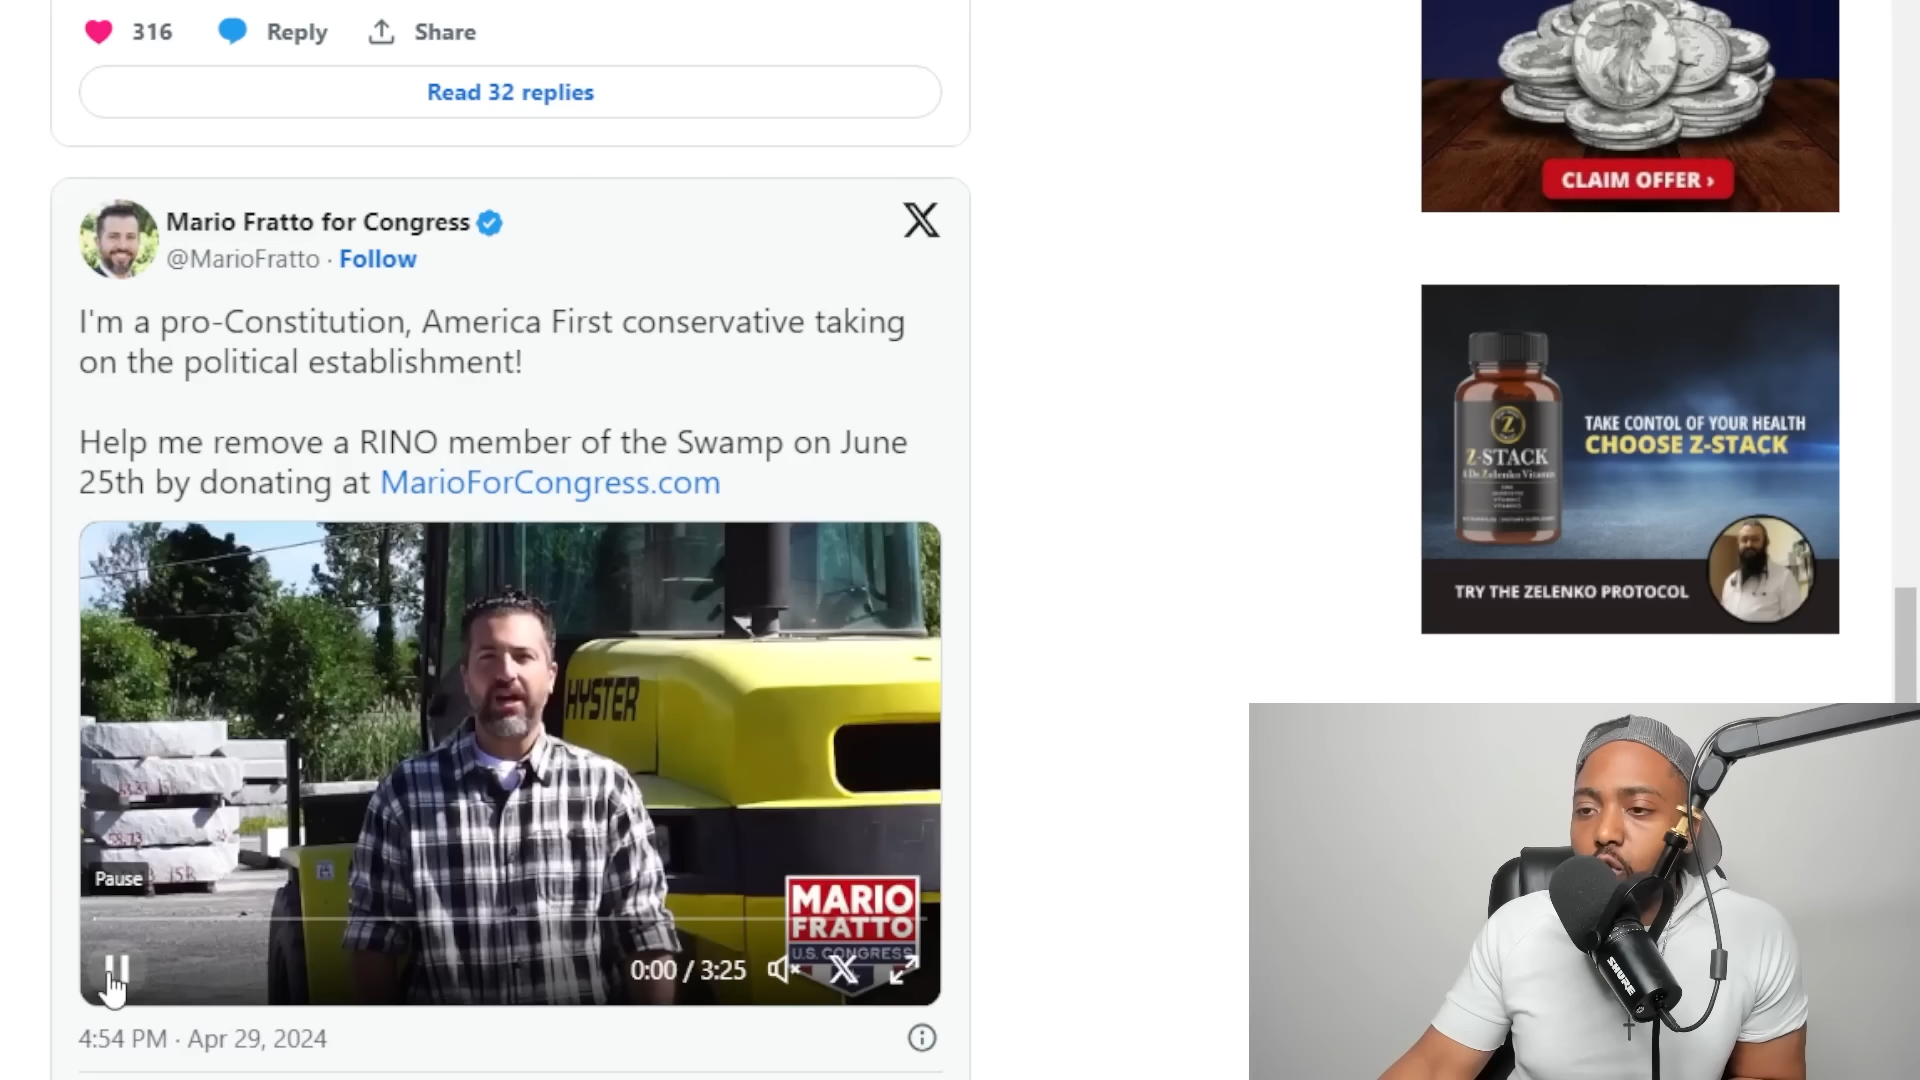 316 Reply Share
Read 32 replies
Mario Fratto for Congress
@MarioFratto · Follow
I'm a pro-Constitution, America First conservative taking
on the political establishment!
Help me remove a RINO member of the Swamp on June
25th by donating at MarioForCongress.com
HYSTER
Pause
MARIO
FRATTO
U.S. CONGRESS
0:00 / 3:25
4:54 PM · Apr 29, 2024
CLAIM OFFER ›
TAKE CONTOL OF YOUR HEALTH
CHOOSE Z-STACK
Z
Z-STACK
TRY THE ZELENKO PROTOCOL
SHURE